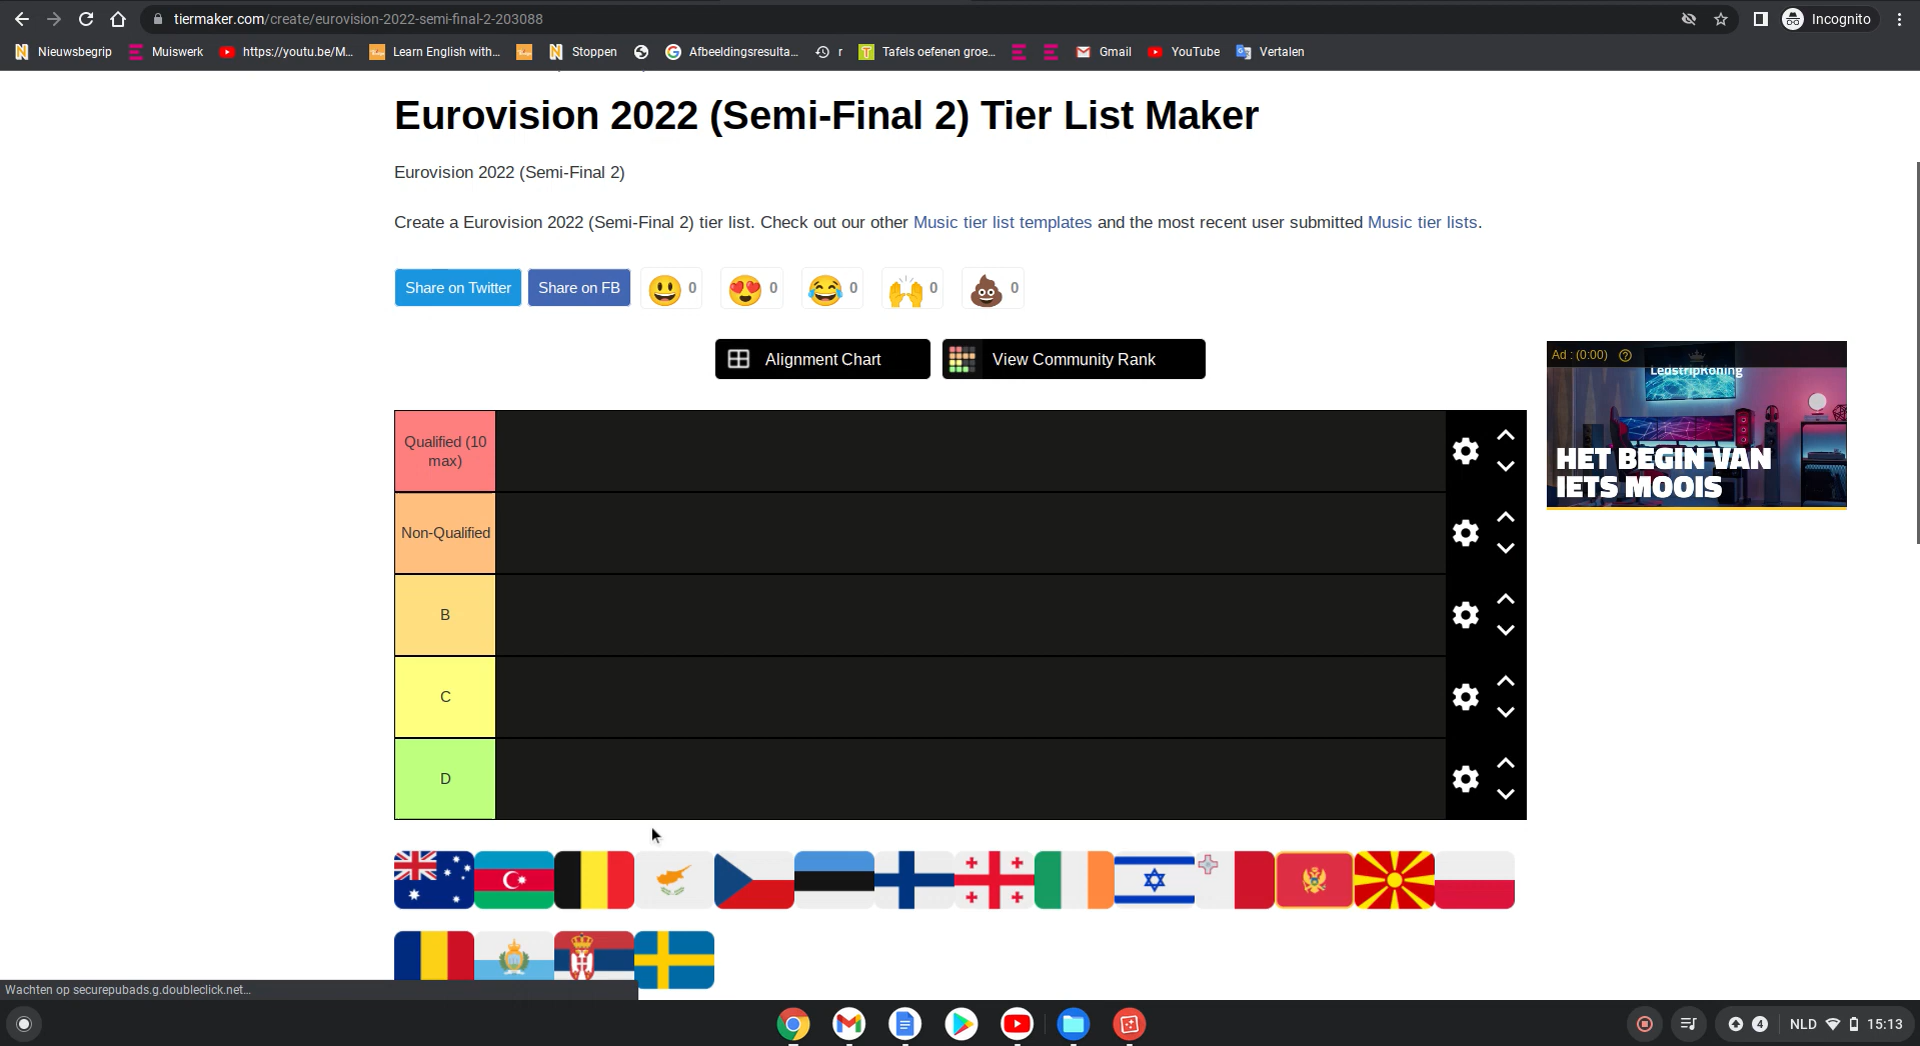 tiermaker.com/create/eurovision-2022-semi-final-2-203088
Incognito
Nieuwsbegrip
Muiswerk
https://youtu.be/M...
Learn English with...
Stoppen
Afbeeldingsresulta...
r
Tafels oefenen groe...
Gmail
YouTube
Vertalen
Eurovision 2022 (Semi-Final 2) Tier List Maker
Eurovision 2022 (Semi-Final 2)
Create a Eurovision 2022 (Semi-Final 2) tier list. Check out our other Music tier list templates and the most recent user submitted Music tier lists.
Share on Twitter
Share on FB
0
0
0
0
0
Alignment Chart
View Community Rank
Ad : (0:00)
LedstripKoning
HET BEGIN VAN
IETS MOOIS
Qualified (10
max)
Non-Qualified
B
C
D
Wachten op securepubads.g.doubleclick.net...
4
NLD
15:13